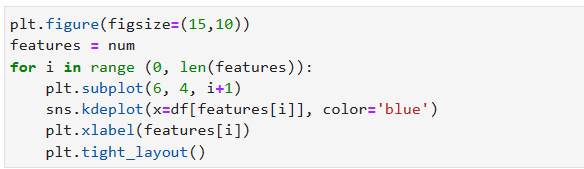 plt.figure(figsize=(15,10))
features = num
for i in range (0, len(features)):
    plt.subplot(6, 4, i+1)
    sns.kdeplot(x=df[features[i]], color='blue')
    plt.xlabel(features[i])
    plt.tight_layout()